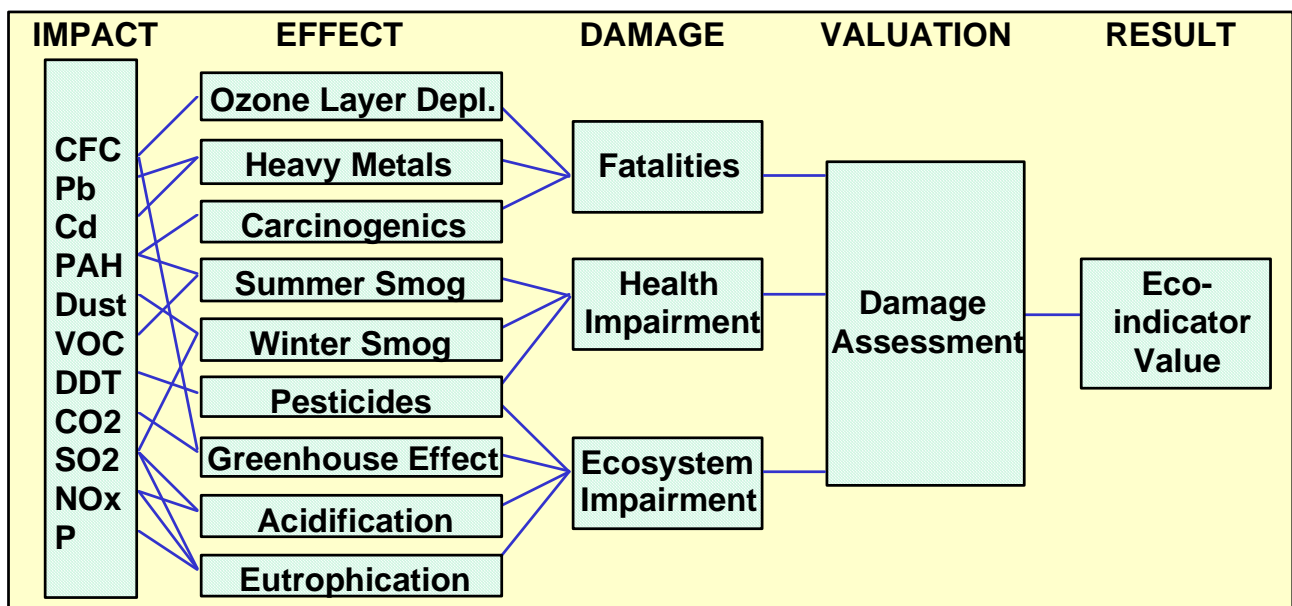 IMPACT EFFECT DAMAGE VALUATION RESULT
CFC
Pb
Cd
PAH
Dust
VOC
DDT
CO2
SO2
NOx
P
Ozone Layer Depl.
Heavy Metals
Carcinogenics
Summer Smog
Winter Smog
Pesticides
Greenhouse Effect
Acidification
Eutrophication
Fatalities
Health
Impairment
Ecosystem
Impairment
Damage
Assessment
Eco-
indicator
Value